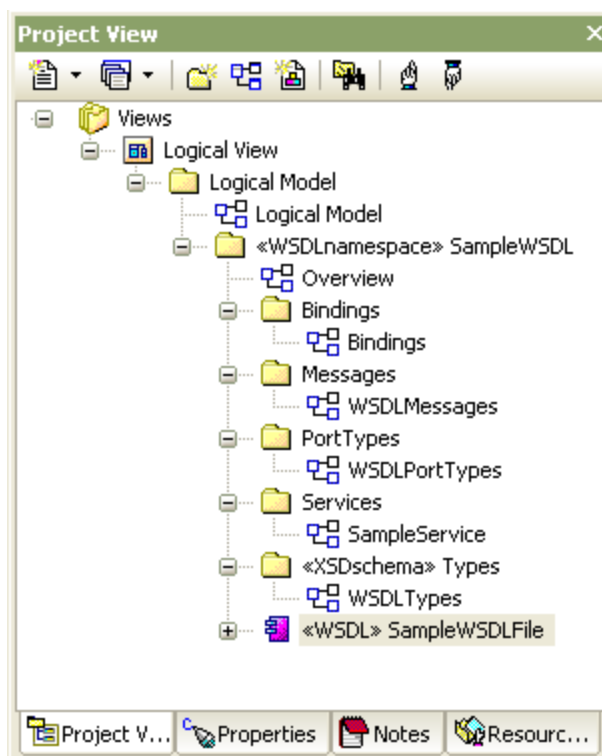 Project View
Views
Logical View
Logical Model
Logical Model
«WSDLnamespace» SampleWSDL
Overview
Bindings
Bindings
Messages
WSDLMessages
PortTypes
WSDLPortTypes
Services
SampleService
«XSDschema» Types
WSDLTypes
«WSDL» SampleWSDLFile
Project V... Properties Notes Resourc...